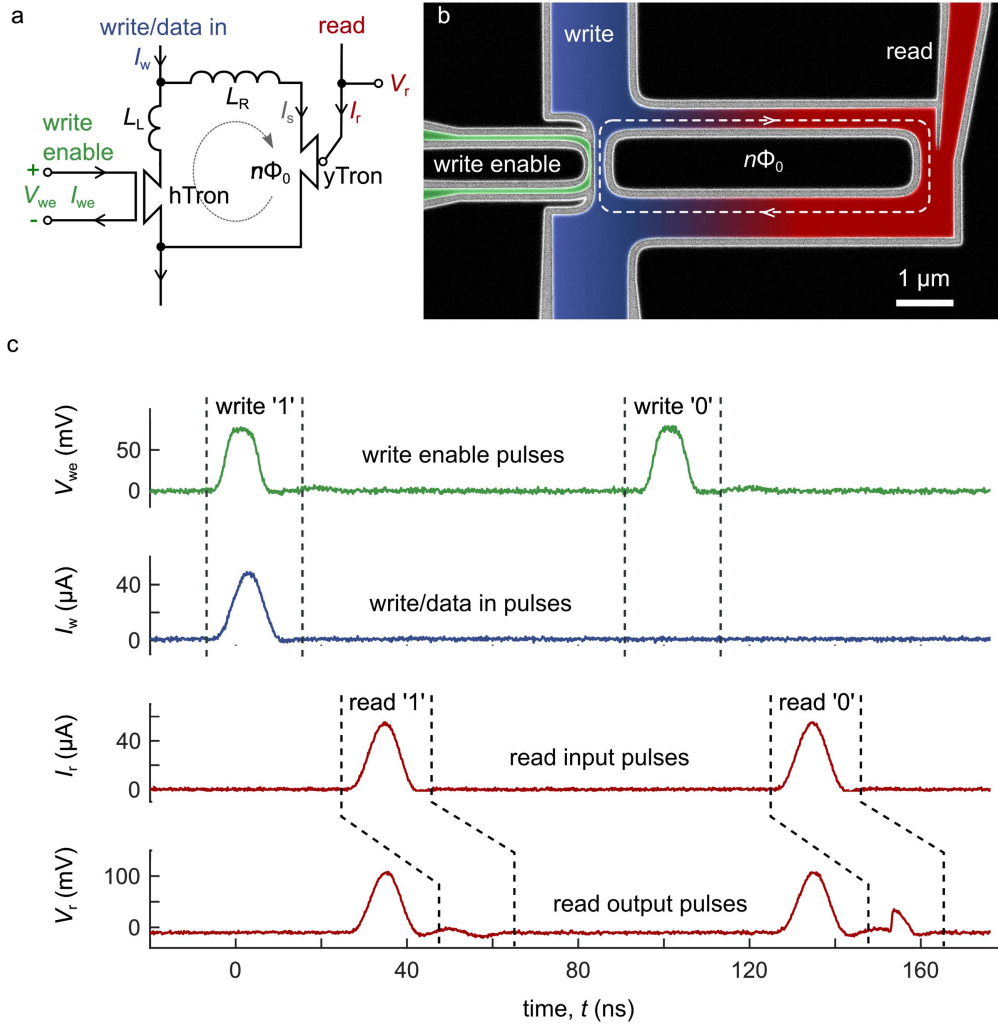 a
write/data in
read
I_w
V_r
L_R
I_s
I_r
L_L
write
enable
+
nΦ₀
yTron
hTron
V_we
I_we
-
b
write
read
write enable
nΦ₀
1 μm
c
write '1'
write '0'
V_we (mV)
50
0
write enable pulses
I_w (μA)
40
0
write/data in pulses
read '1'
read '0'
I_r (μA)
40
0
read input pulses
V_r (mV)
100
0
read output pulses
0
40
80
120
160
time, t (ns)